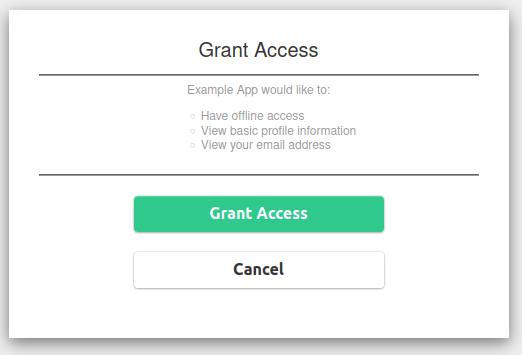 Grant Access
Example App would like to:
Have offline access
View basic profile information
View your email address
Grant Access
Cancel